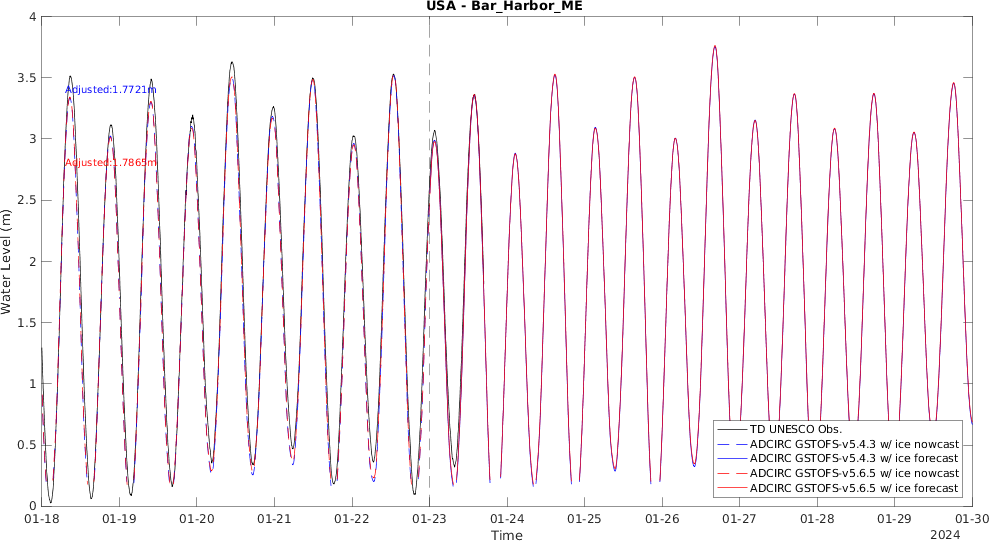 USA - Bar_Harbor_ME
4
3.5
3
2.5
2
1.5
1
0.5
0
Water Level (m)
Adjusted:1.7721m
Adjusted:1.7865m
TD UNESCO Obs.
ADCIRC GSTOFS-v5.4.3 w/ ice nowcast
ADCIRC GSTOFS-v5.4.3 w/ ice forecast
ADCIRC GSTOFS-v5.6.5 w/ ice nowcast
ADCIRC GSTOFS-v5.6.5 w/ ice forecast
01-18 01-19 01-20 01-21 01-22 01-23 01-24 01-25 01-26 01-27 01-28 01-29 01-30
Time
2024